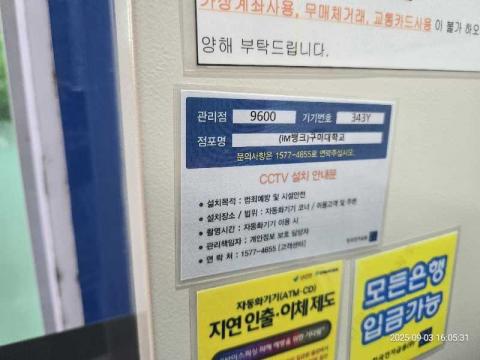 가상계좌사용, 무매체거래, 교통카드사용 이 불가 하오
양해 부탁드립니다.
관리점 9600 기기번호 343Y
점포명 (iM뱅크)구미대학교
문의사항은 1577-4655로 연락주십시오.
CCTV 설치 안내문
• 설치목적 : 범죄예방 및 시설안전
• 설치장소 / 범위 : 자동화기기 코너 / 이용고객 및 주변
• 촬영시간 : 자동화기기 이용 시
• 관리책임자 : 개인정보 보호 담당자
• 연 락 처 : 1577-4655 [고객센터]
자동화기기(ATM·CD)
지연 인출·이체 제도
모든은행
입금가능
2025-09-03 16:05:31